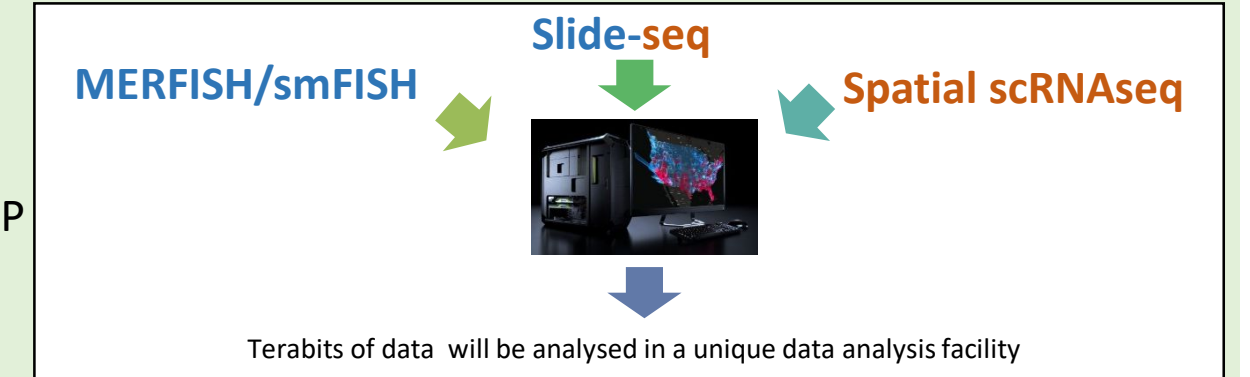 Slide-seq
MERFISH/smFISH
Spatial scRNAseq
P
Terabits of data will be analysed in a unique data analysis facility